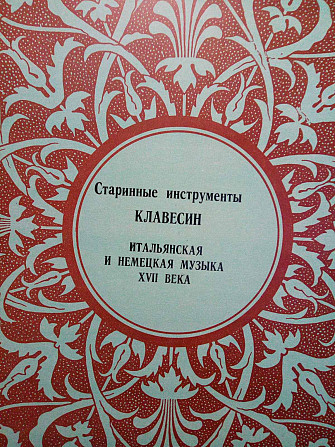 Старинные инструменты
КЛАВЕСИН
ИТАЛЬЯНСКАЯ
И НЕМЕЦКАЯ МУЗЫКА
XVII ВЕКА